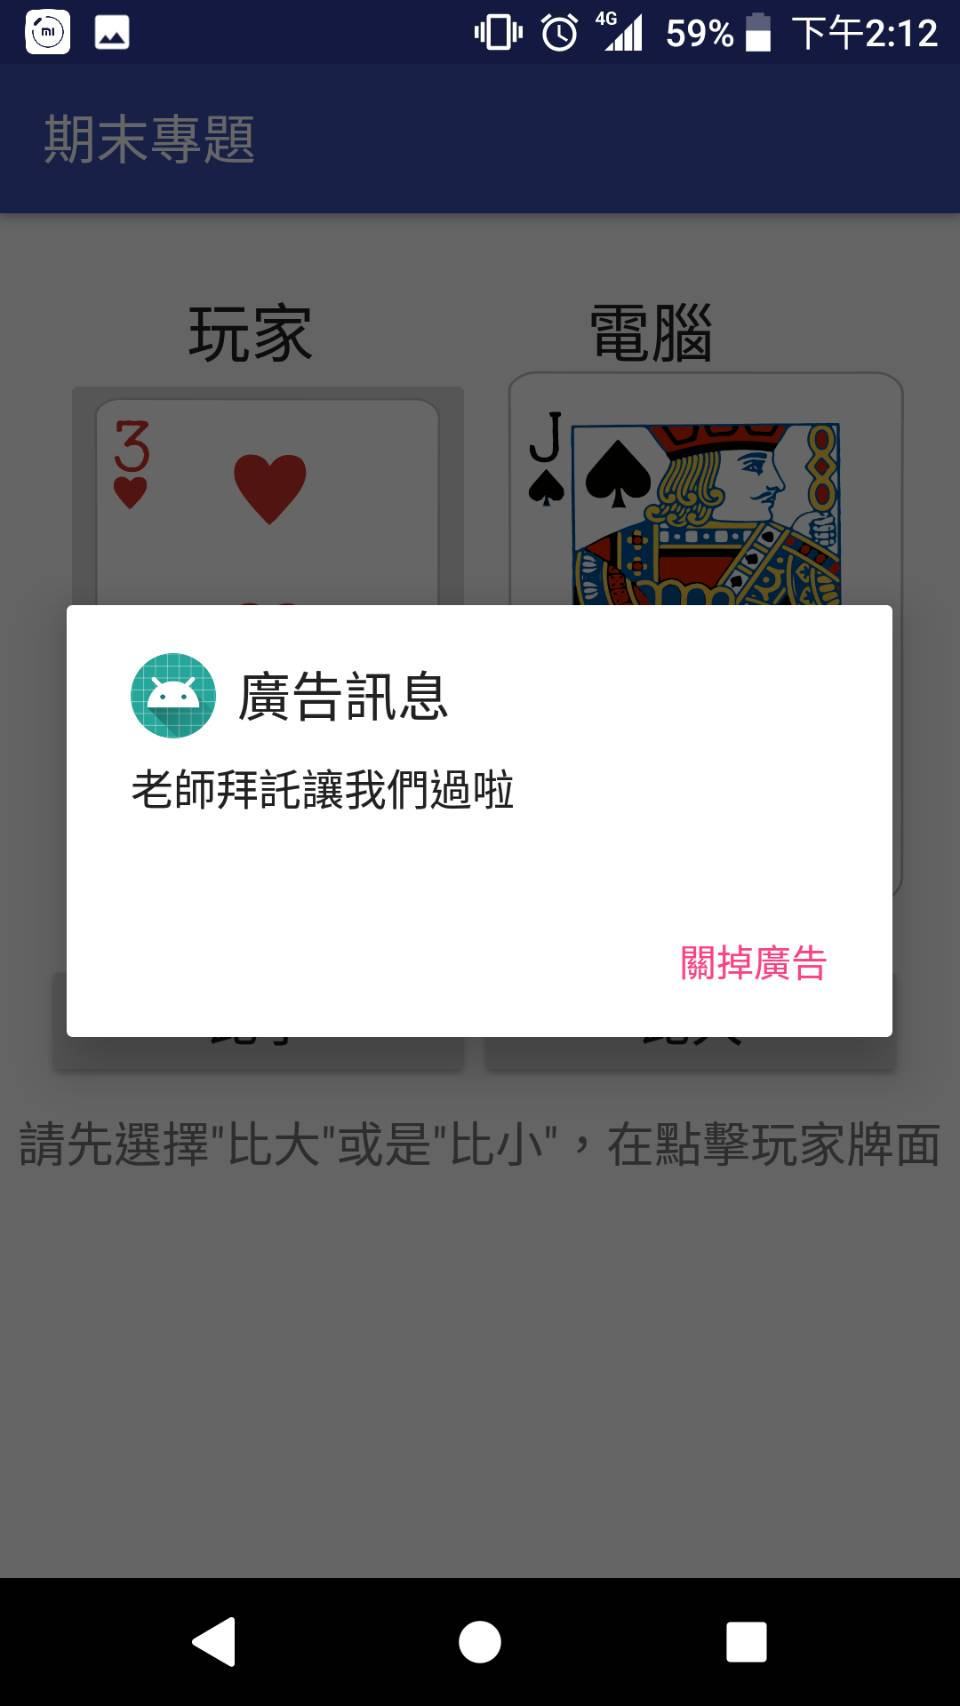 4G 59% 下午2:12
期末專題
玩家 電腦
3 J
廣告訊息
老師拜託讓我們過啦
關掉廣告
請先選擇"比大"或是"比小"，在點擊玩家牌面